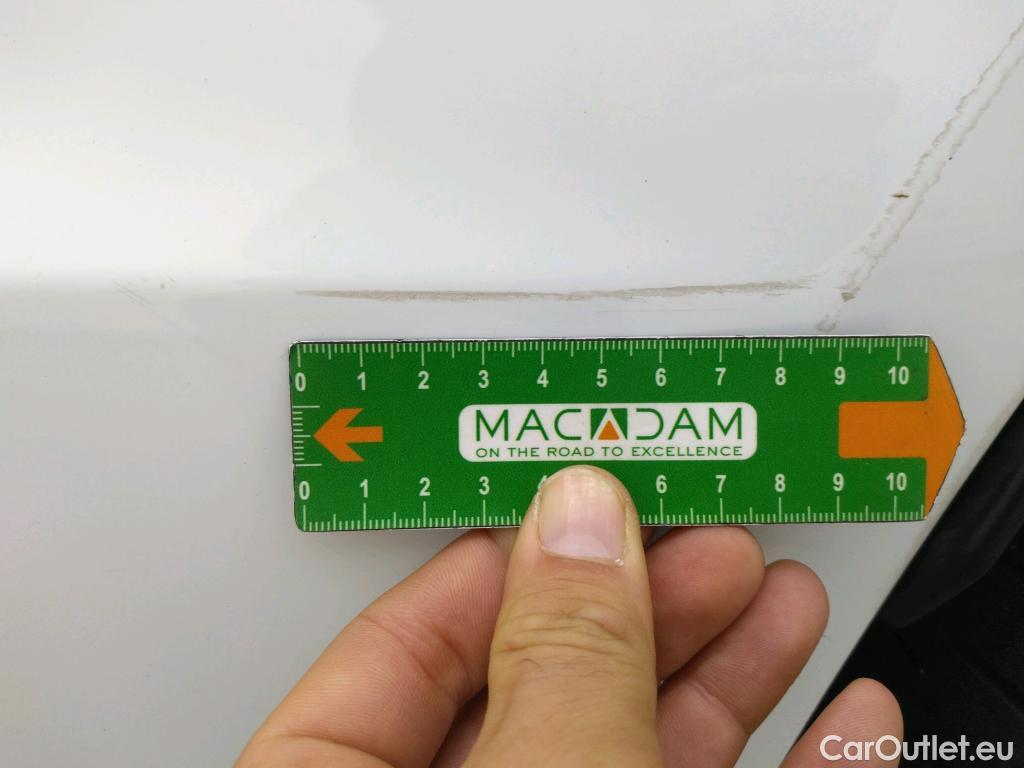 0 1 2 3 4 5 6 7 8 9 10
MACADAM
ON THE ROAD TO EXCELLENCE
0 1 2 3 4 6 7 8 9 10
CarOutlet.eu